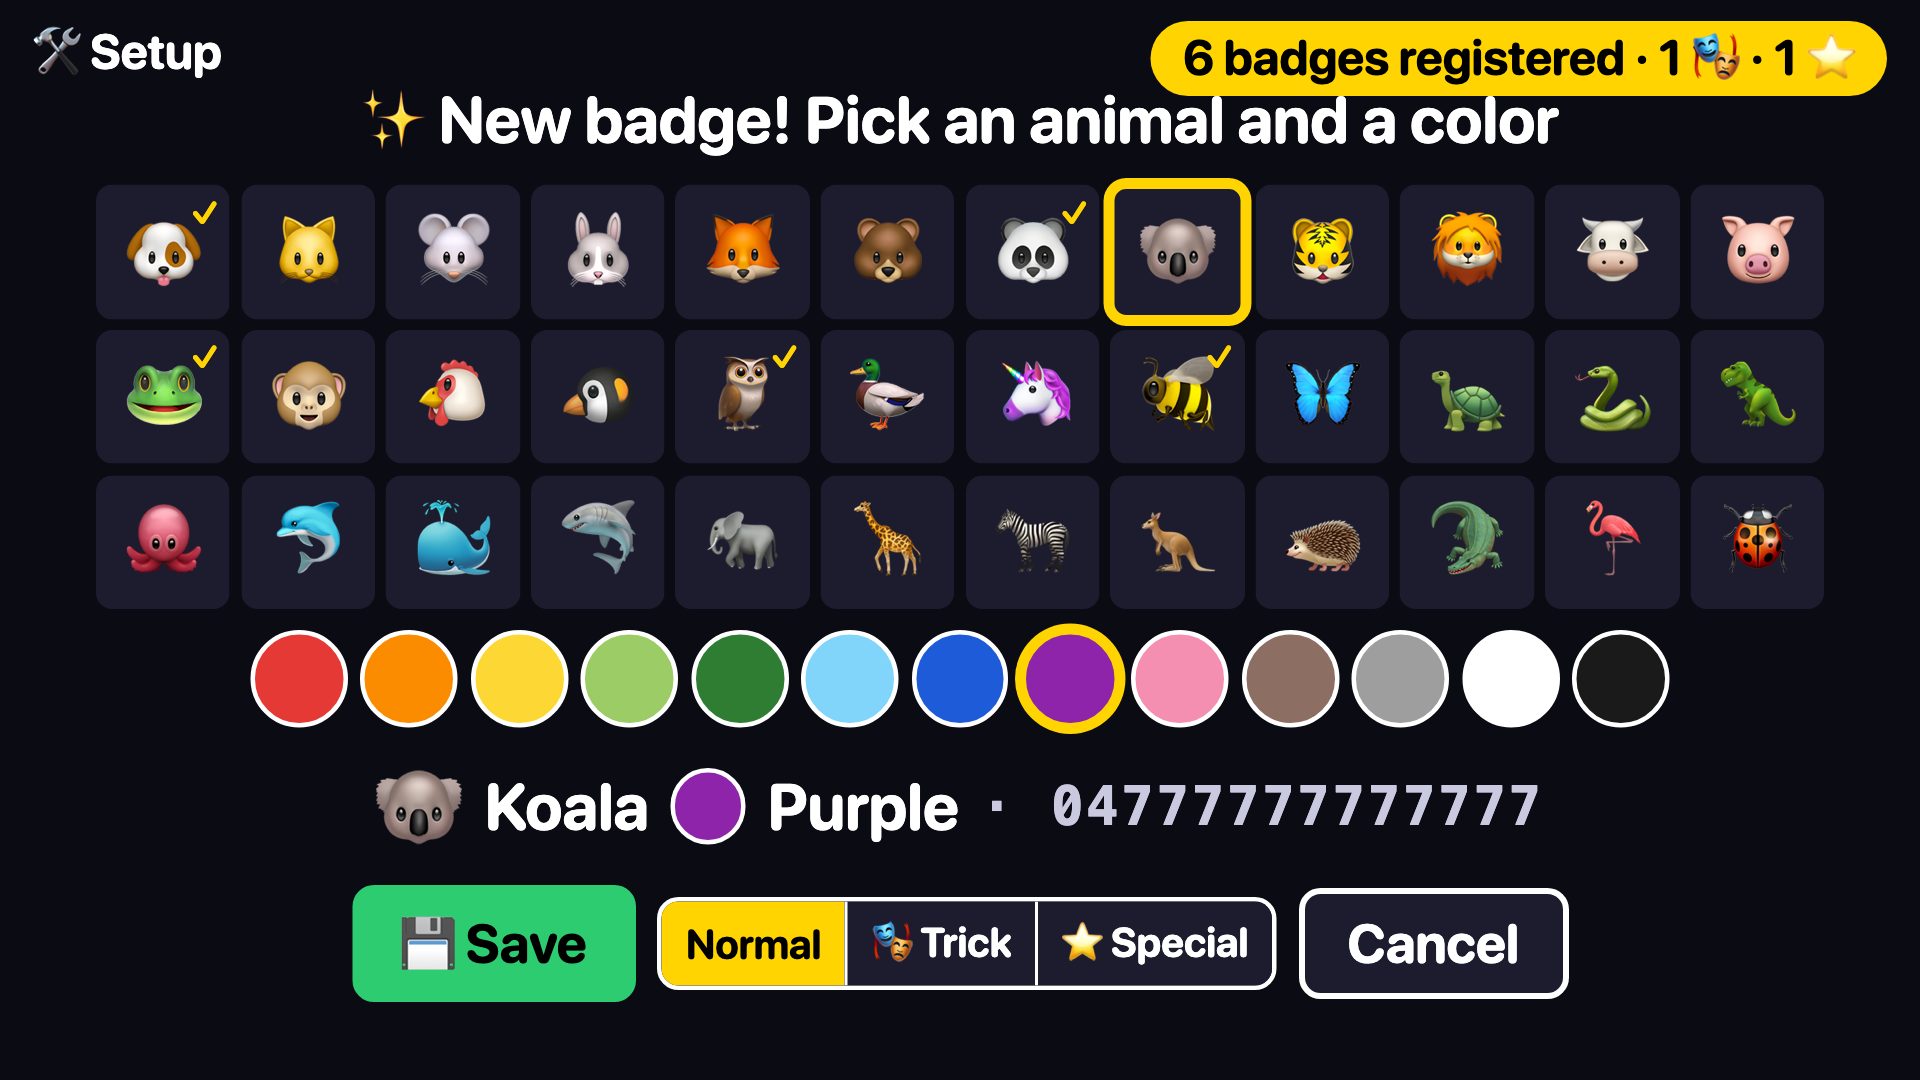 🛠️ Setup
6 badges registered · 1 🎭 · 1 ⭐
✨ New badge! Pick an animal and a color
Koala Purple · 04777777777777
💾 Save
Normal
🎭 Trick
⭐ Special
Cancel